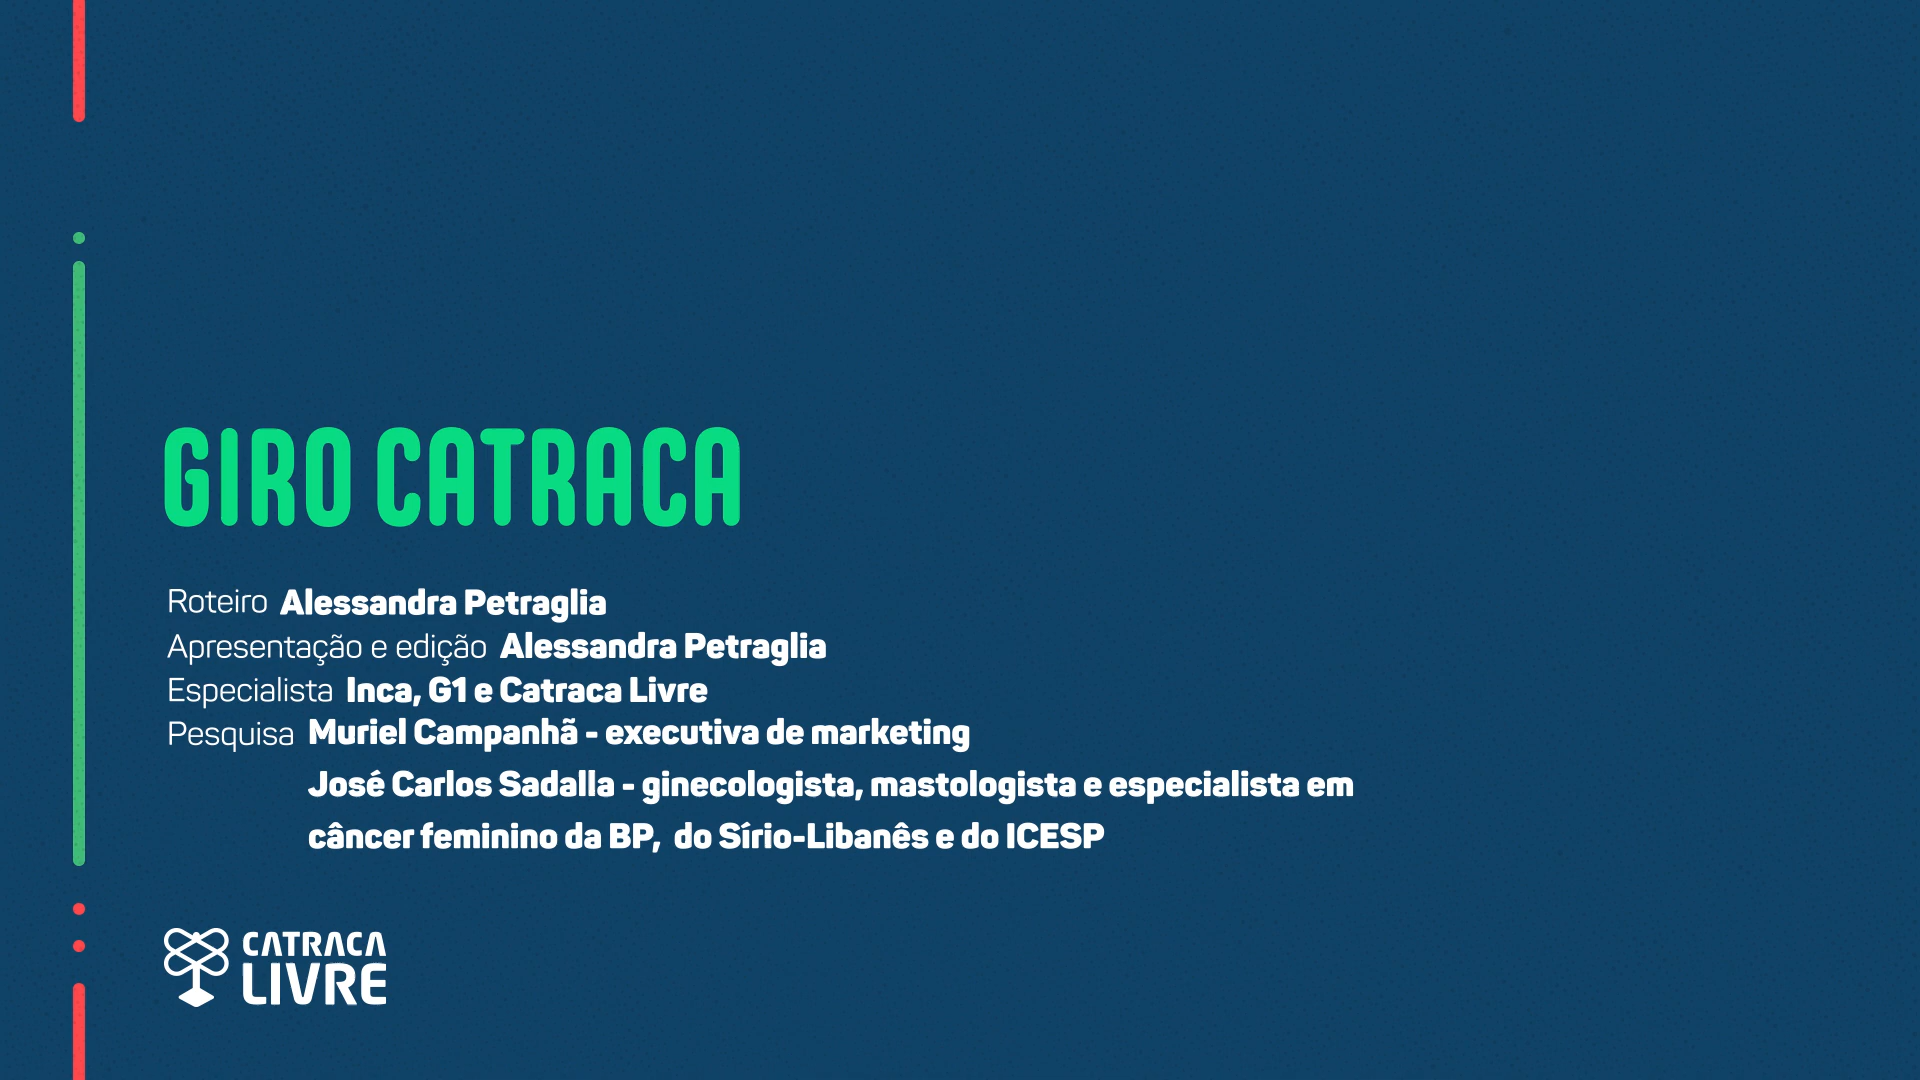 GIRO CATRACA
Roteiro Alessandra Petraglia
Apresentação e edição Alessandra Petraglia
Especialista Inca, G1 e Catraca Livre
Pesquisa Muriel Campanhã - executiva de marketing
José Carlos Sadalla - ginecologista, mastologista e especialista em
câncer feminino da BP, do Sírio-Libanês e do ICESP
CATRACA
LIVRE